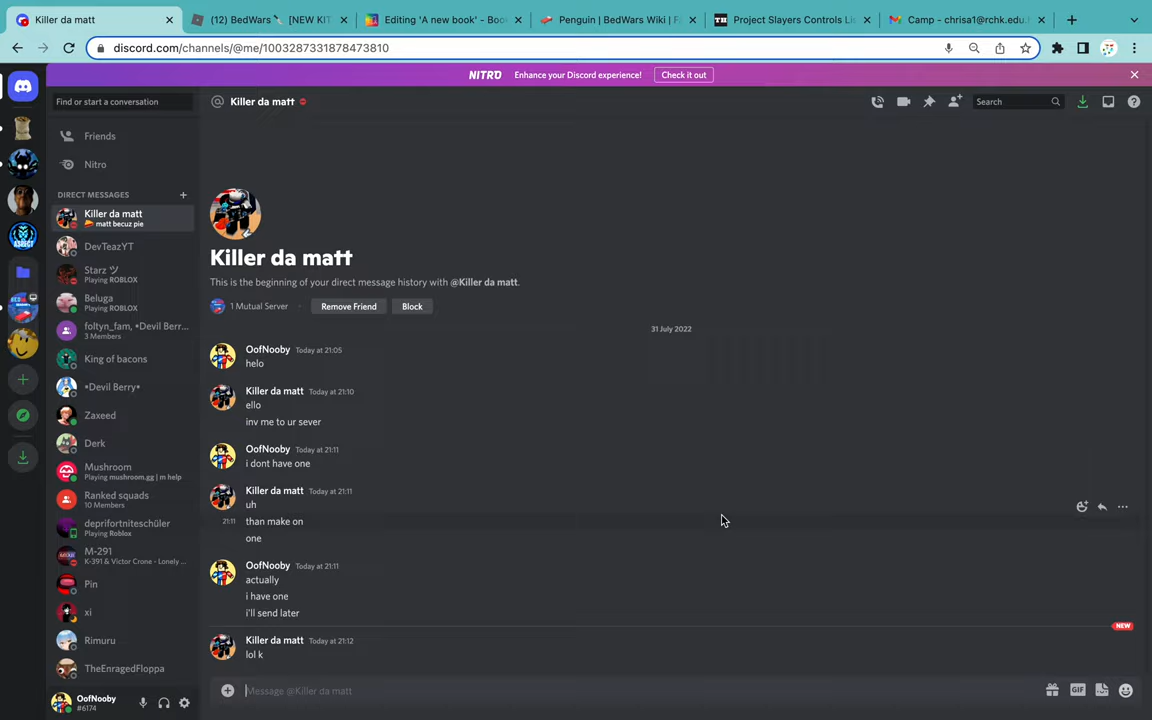 Killer da matt
(12) BedWars [NEW KIT
Editing 'A new book' - Boo
Penguin | BedWars Wiki | F
TH Project Slayers Controls Li
Camp - chrisa1@rchk.edu.
discord.com/channels/@me/1003287331878473810
NITRO Enhance your Discord experience! Check it out
Find or start a conversation
@ Killer da matt
Search
Friends
Nitro
DIRECT MESSAGES +
Killer da matt
matt becuz pie
DevTeazYT
Starz ツ
Playing ROBLOX
Beluga
Playing ROBLOX
foltyn_fam, •Devil Berr...
3 Members
King of bacons
•Devil Berry•
Zaxeed
Derk
Mushroom
Playing mushroom.gg | m help
Ranked squads
10 Members
deprifortniteschüler
Playing Roblox
M-291
K-391 & Victor Crone - Lonely ...
Pin
xi
Rimuru
TheEnragedFloppa
OofNooby
#6174
Killer da matt
This is the beginning of your direct message history with @Killer da matt.
1 Mutual Server • Remove Friend Block
31 July 2022
OofNooby Today at 21:05
helo
Killer da matt Today at 21:10
ello
inv me to ur sever
OofNooby Today at 21:11
i dont have one
Killer da matt Today at 21:11
uh
21:11 than make on
one
OofNooby Today at 21:11
actually
i have one
i'll send later
NEW
Killer da matt Today at 21:12
lol k
Message @Killer da matt
GIF